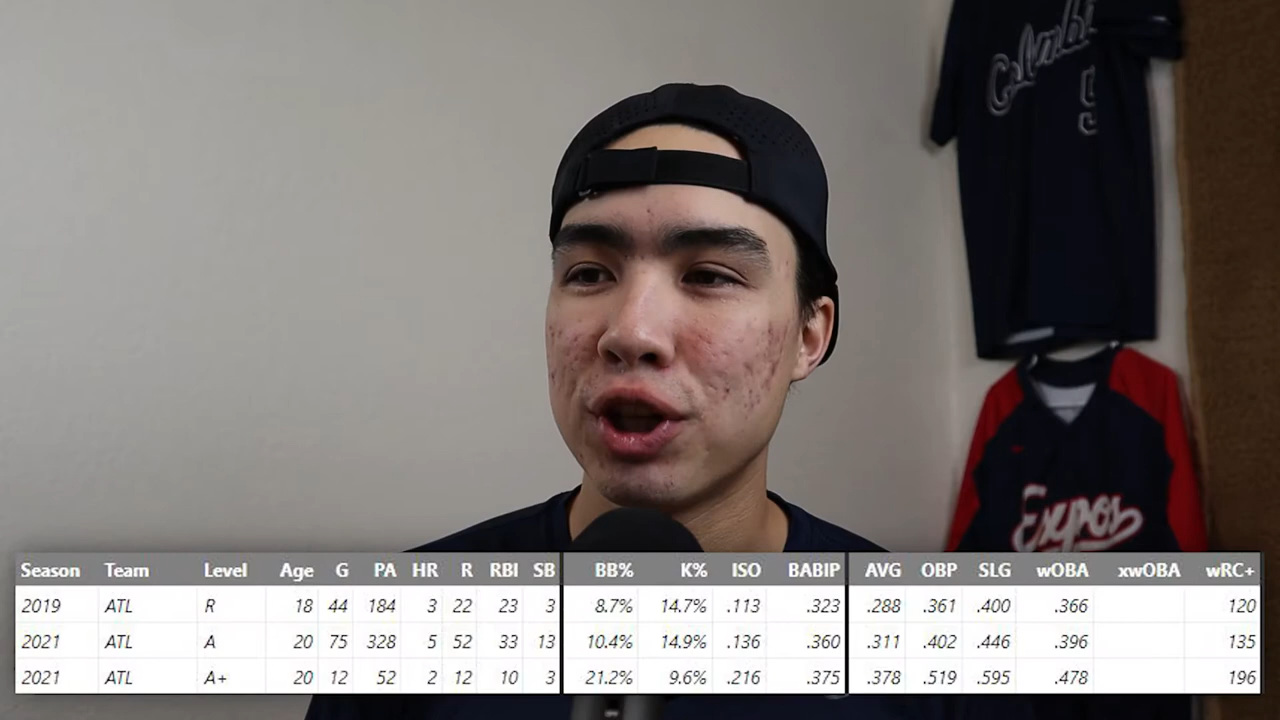 Columbia
5
Expos
Season Team Level Age G PA HR R RBI SB BB% K% ISO BABIP AVG OBP SLG wOBA xwOBA wRC+
2019 ATL R 18 44 184 3 22 23 3 8.7% 14.7% .113 .323 .288 .361 .400 .366 120
2021 ATL A 20 75 328 5 52 33 13 10.4% 14.9% .136 .360 .311 .402 .446 .396 135
2021 ATL A+ 20 12 52 2 12 10 3 21.2% 9.6% .216 .375 .378 .519 .595 .478 196